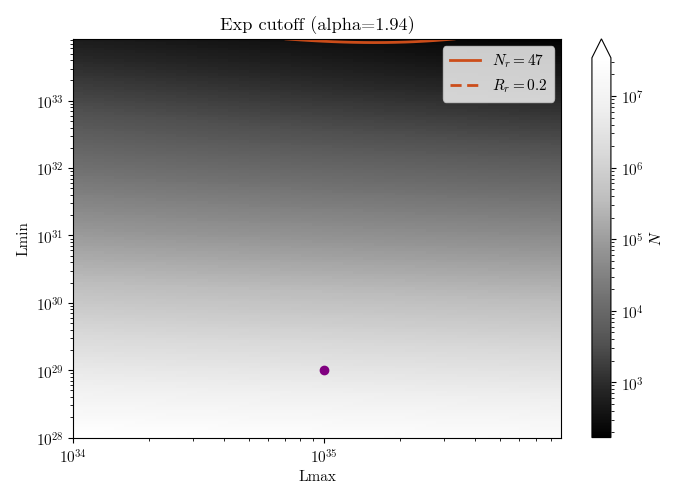 Exp cutoff (alpha=1.94)
N_r = 47
R_r = 0.2
10^33
10^32
10^31
10^30
10^29
10^28
Lmin
10^34
10^35
Lmax
10^7
10^6
10^5
10^4
10^3
N